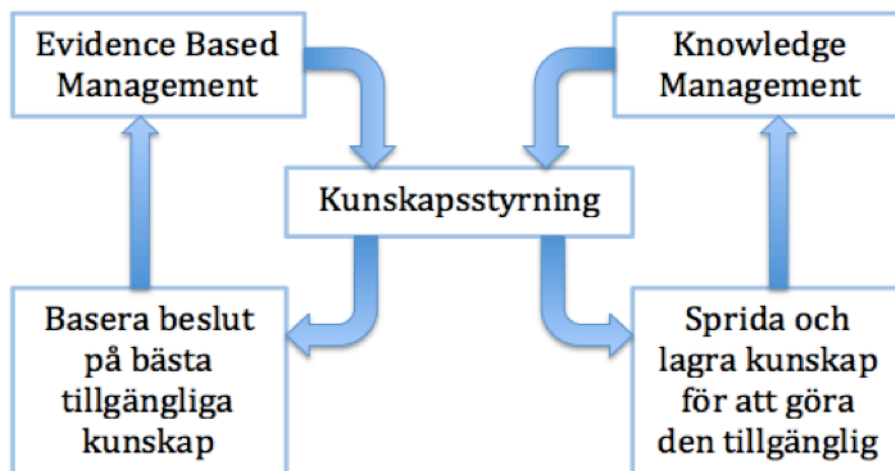 Evidence Based
Management
Knowledge
Management
Kunskapsstyrning
Basera beslut
på bästa
tillgängliga
kunskap
Sprida och
lagra kunskap
för att göra
den tillgänglig